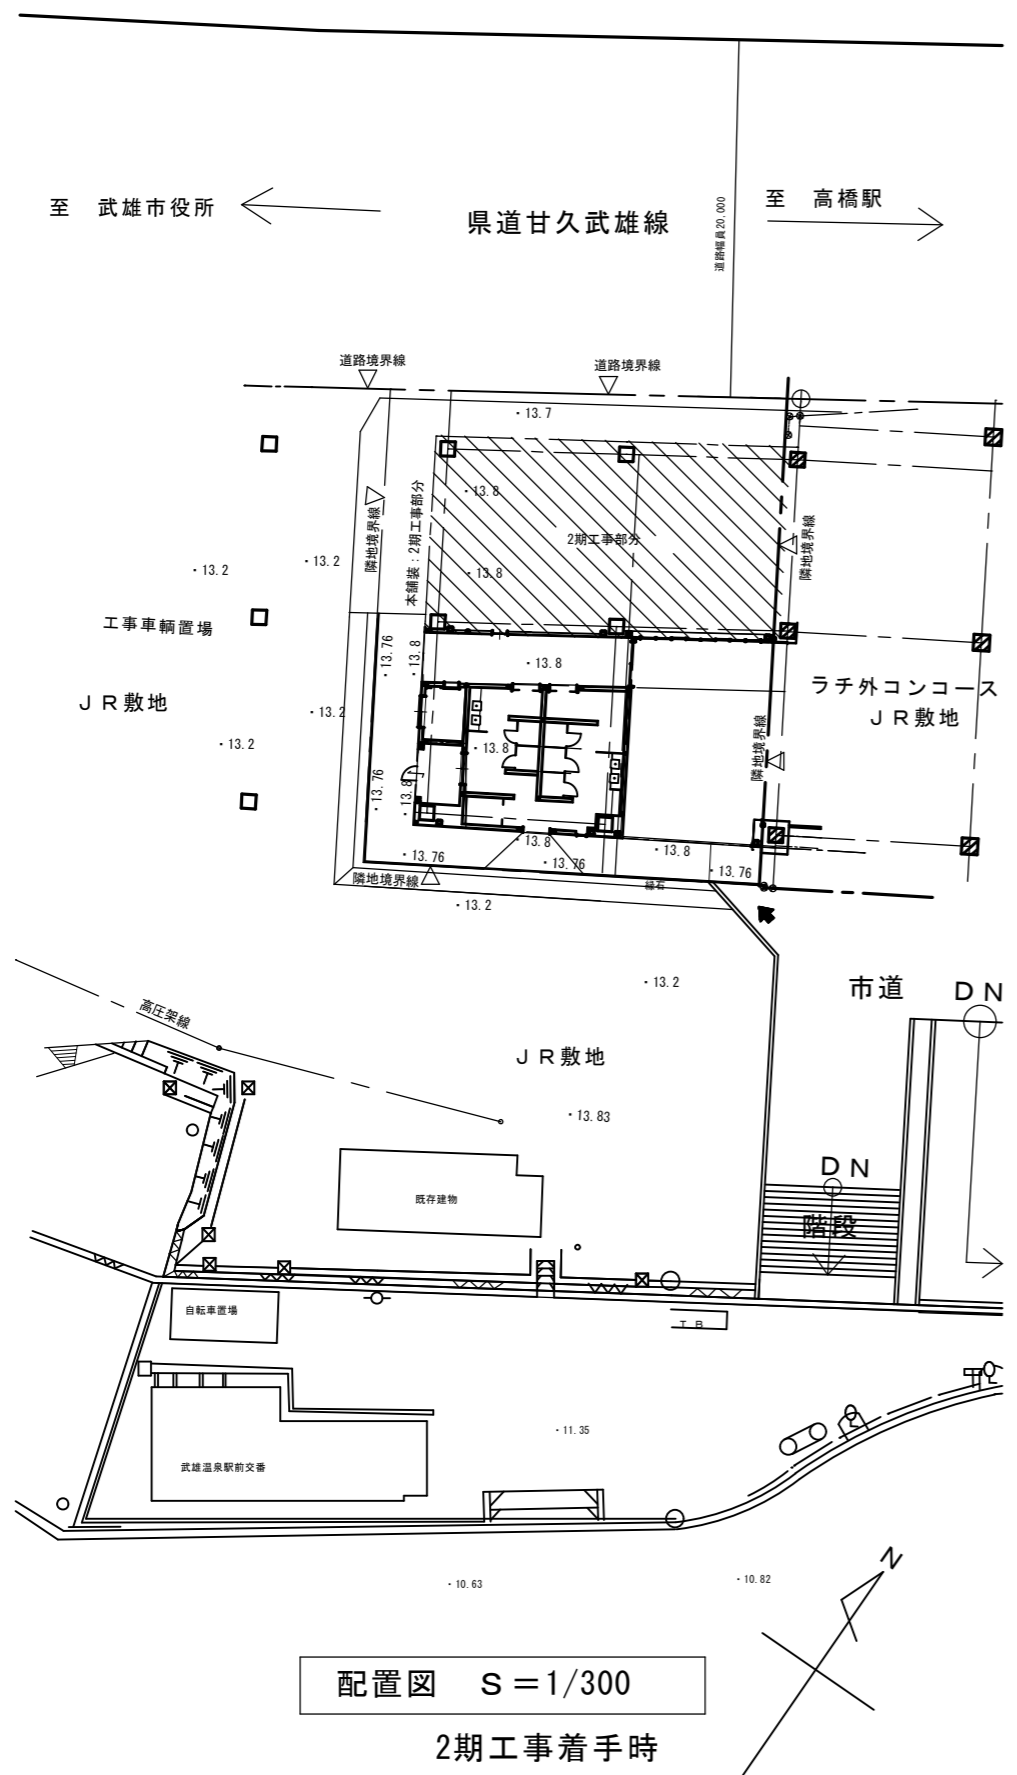 至　武雄市役所
県道甘久武雄線
至　高橋駅
道路幅員20,000
道路境界線
道路境界線
・13.7
・13.8
本舗装：2期工事部分
隣地境界線
2期工事部分
隣地境界線
・13.2
・13.2
・13.8
工事車輌置場
・13.76
・13.8
・13.8
ラチ外コンコース
ＪＲ敷地
ＪＲ敷地
・13.2
・13.2
・13.8
隣地境界線
・13.76
・13.8
・13.8
・13.76
・13.76
・13.8
・13.76
隣地境界線
縁石
・13.2
・13.2
市道
ＤＮ
高圧架線
ＪＲ敷地
・13.83
ＤＮ
既存建物
階段
自転車置場
Ｔ.Ｂ
・11.35
武雄温泉駅前交番
N
・10.63
・10.82
配置図　Ｓ＝1/300
2期工事着手時